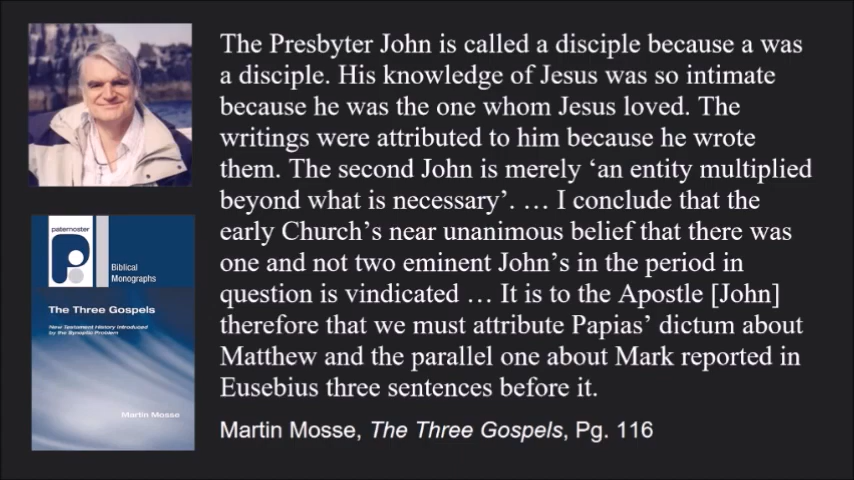 The Presbyter John is called a disciple because a was
a disciple. His knowledge of Jesus was so intimate
because he was the one whom Jesus loved. The
writings were attributed to him because he wrote
them. The second John is merely ‘an entity multiplied
beyond what is necessary’. … I conclude that the
early Church’s near unanimous belief that there was
one and not two eminent John’s in the period in
question is vindicated … It is to the Apostle [John]
therefore that we must attribute Papias’ dictum about
Matthew and the parallel one about Mark reported in
Eusebius three sentences before it.
Martin Mosse, The Three Gospels, Pg. 116
paternoster
Biblical
Monographs
The Three Gospels
New Testament History Introduced
by the Synoptic Problem
Martin Mosse